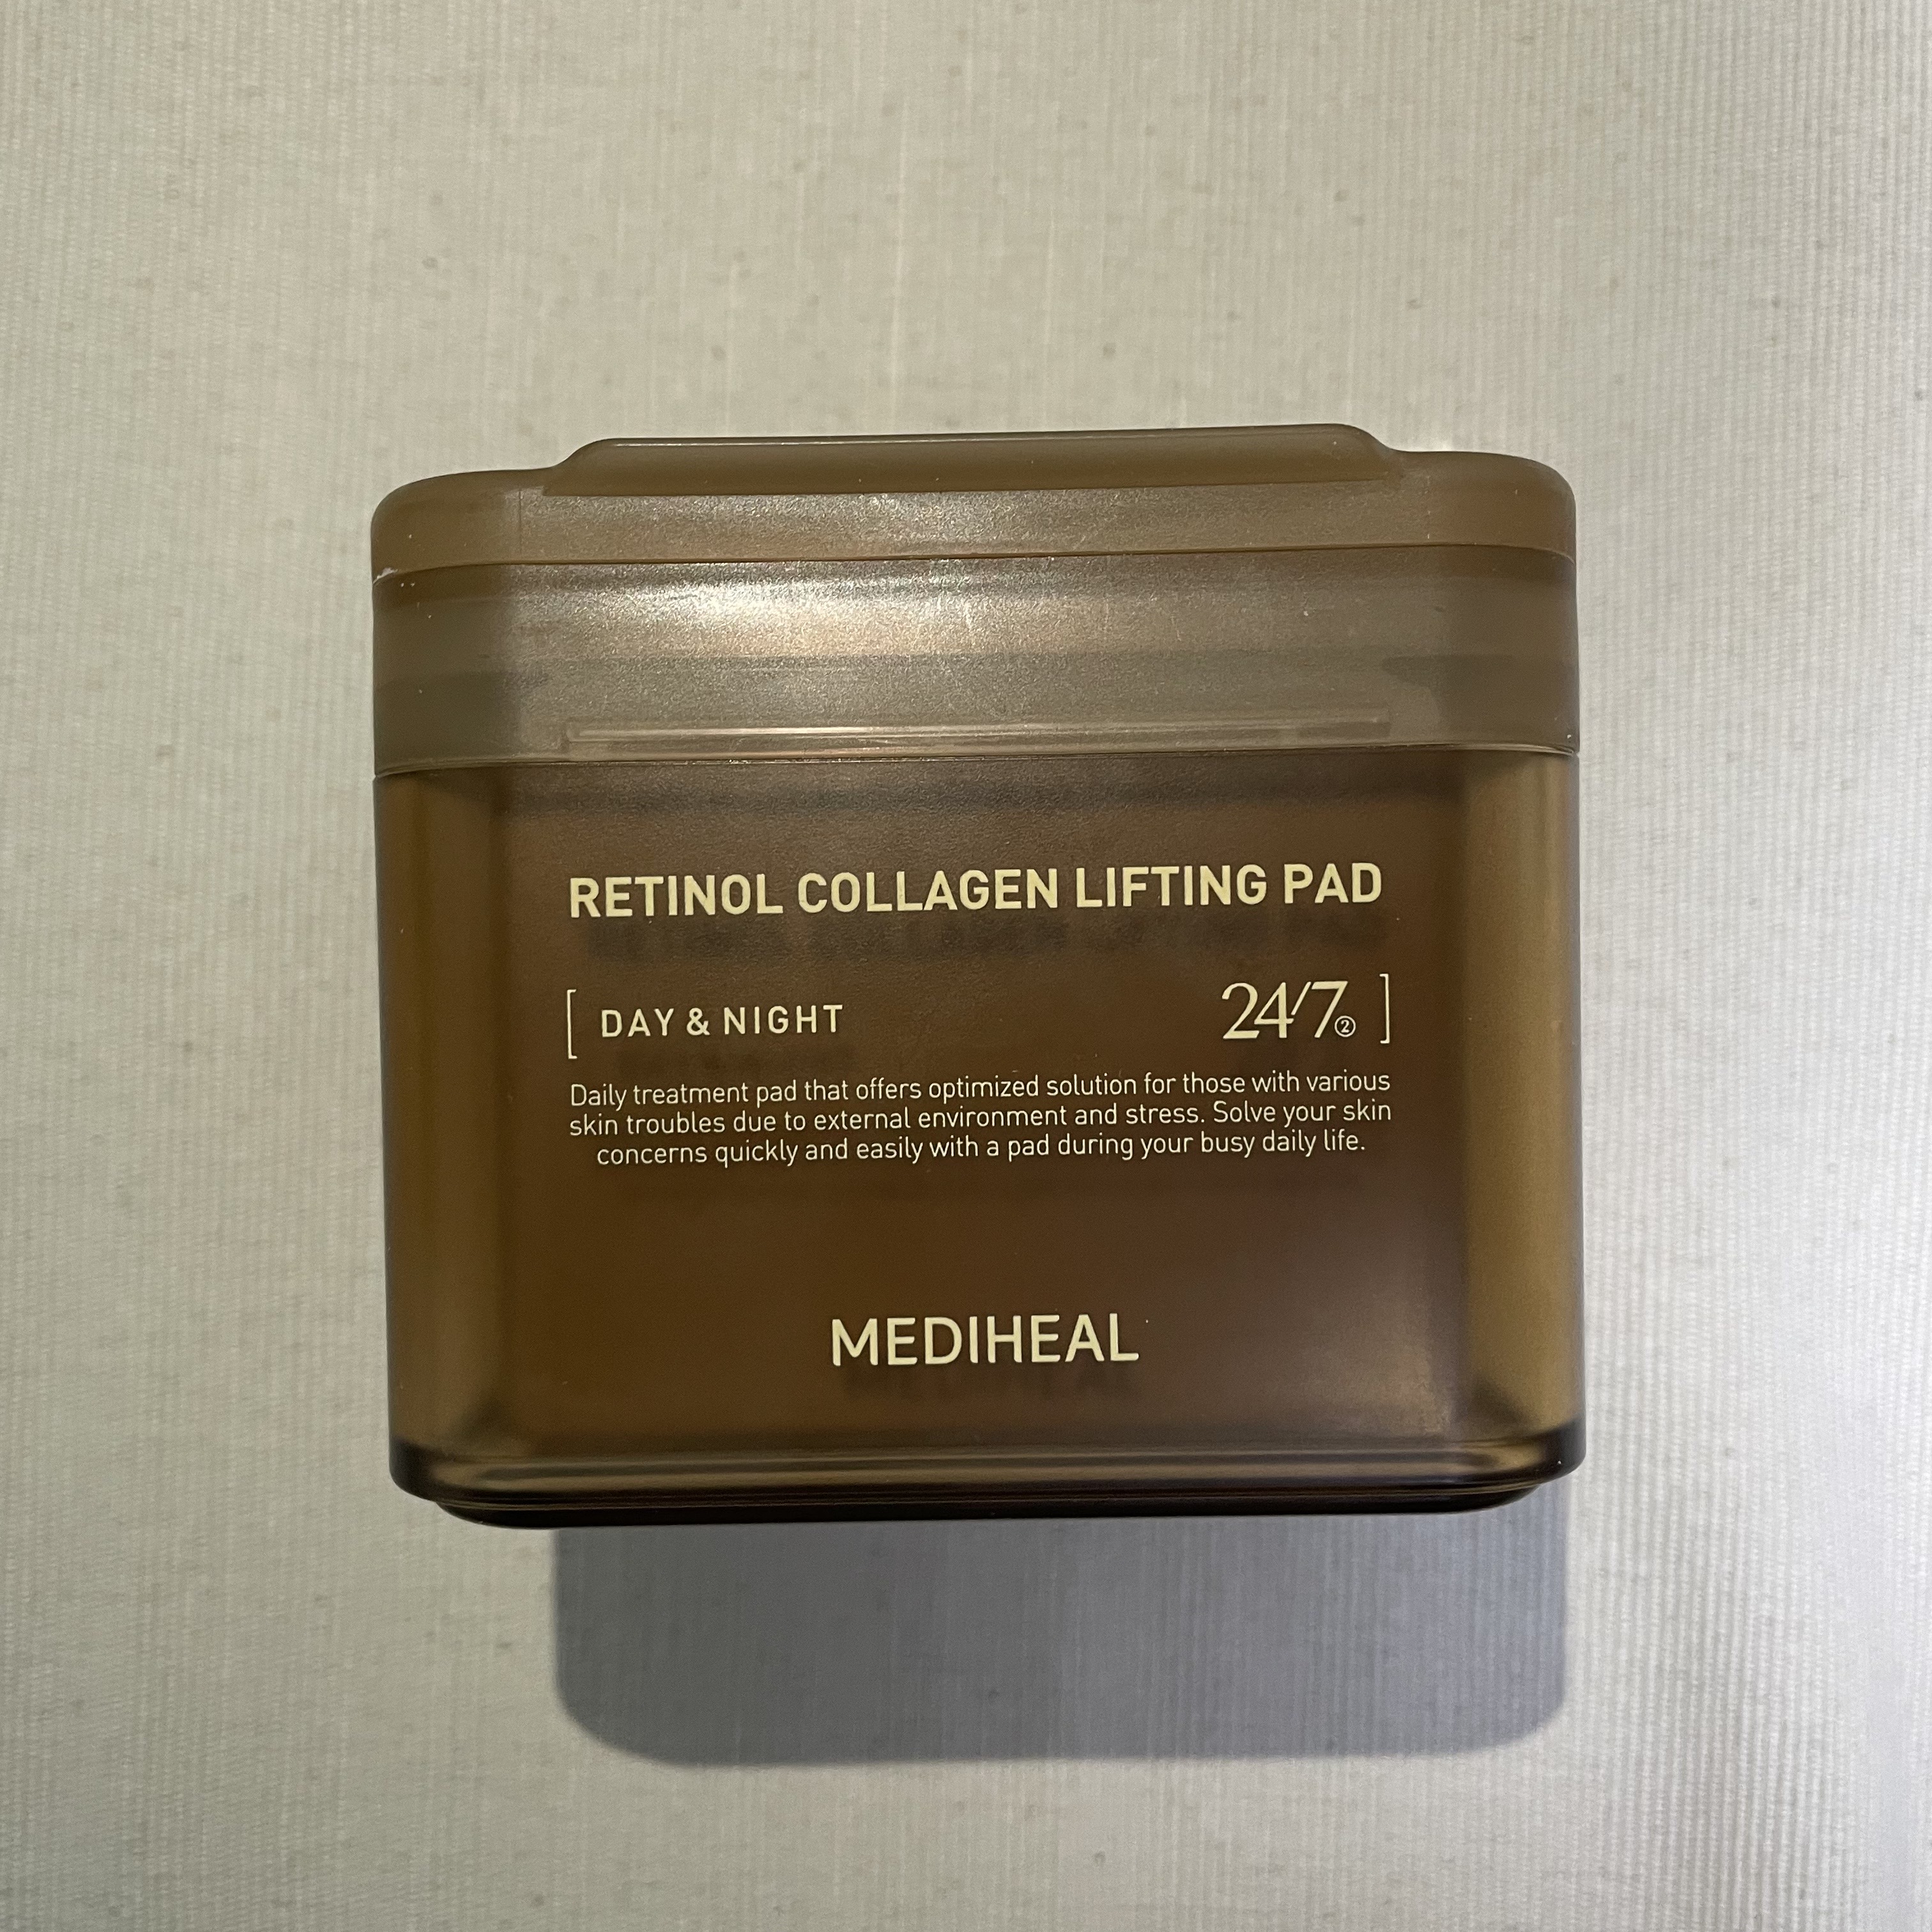 RETINOL COLLAGEN LIFTING PAD
[ DAY & NIGHT 24/7② ]
Daily treatment pad that offers optimized solution for those with various
skin troubles due to external environment and stress. Solve your skin
concerns quickly and easily with a pad during your busy daily life.
MEDIHEAL